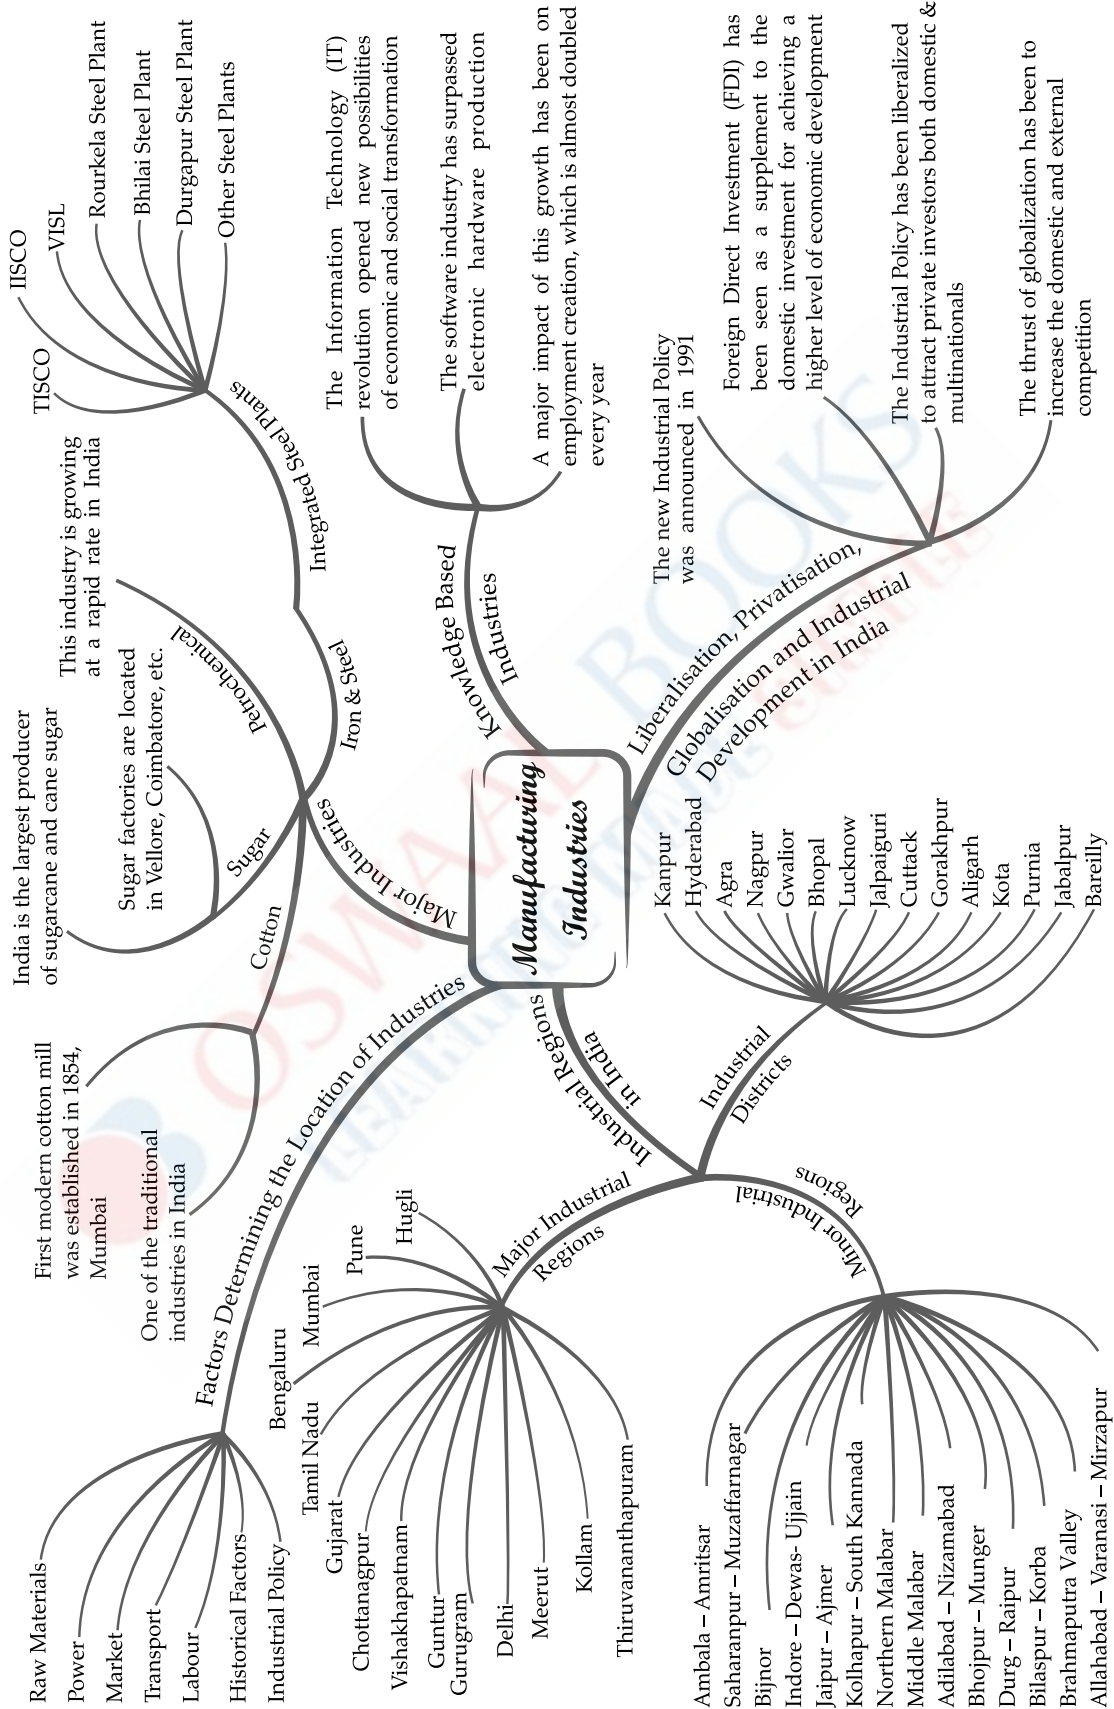 Manufacturing
Industries
Factors Determining the Location of Industries
Raw Materials
Power
Market
Transport
Labour
Historical Factors
Industrial Policy
Major Industries
Cotton
First modern cotton mill
was established in 1854,
Mumbai
One of the traditional
industries in India
Sugar
India is the largest producer
of sugarcane and cane sugar
Sugar factories are located
in Vellore, Coimbatore, etc.
Petrochemical
This industry is growing
at a rapid rate in India
Iron & Steel
Integrated Steel Plants
TISCO
IISCO
VISL
Rourkela Steel Plant
Bhilai Steel Plant
Durgapur Steel Plant
Other Steel Plants
Knowledge Based
Industries
The Information Technology (IT)
revolution opened new possibilities
of economic and social transformation
The software industry has surpassed
electronic hardware production
A major impact of this growth has been on
employment creation, which is almost doubled
every year
Liberalisation, Privatisation,
Globalisation and Industrial
Development in India
The new Industrial Policy
was announced in 1991
Foreign Direct Investment (FDI) has
been seen as a supplement to the
domestic investment for achieving a
higher level of economic development
The Industrial Policy has been liberalized
to attract private investors both domestic &
multinationals
The thrust of globalization has been to
increase the domestic and external
competition
Industrial Regions
in India
Major Industrial
Regions
Hugli
Pune
Mumbai
Bengaluru
Tamil Nadu
Gujarat
Chottanagpur
Vishakhapatnam
Guntur
Gurugram
Delhi
Meerut
Kollam
Thiruvananthapuram
Minor Industrial
Regions
Ambala – Amritsar
Saharanpur – Muzaffarnagar
Bijnor
Indore – Dewas- Ujjain
Jaipur – Ajmer
Kolhapur – South Kannada
Northern Malabar
Middle Malabar
Adilabad – Nizamabad
Bhojpur – Munger
Durg – Raipur
Bilaspur – Korba
Brahmaputra Valley
Allahabad – Varanasi – Mirzapur
Industrial
Districts
Kanpur
Hyderabad
Agra
Nagpur
Gwalior
Bhopal
Lucknow
Jalpaiguri
Cuttack
Gorakhpur
Aligarh
Kota
Purnia
Jabalpur
Bareilly
OSWAAL BOOKS
LEARNING MADE SIMPLE